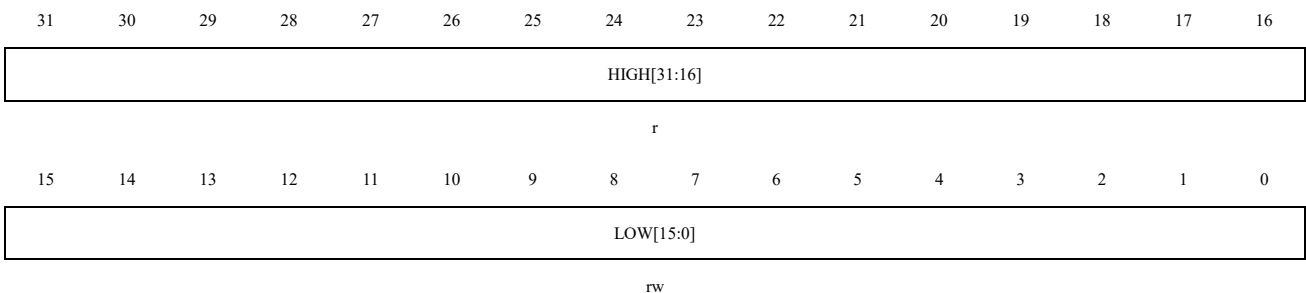 31 30 29 28 27 26 25 24 23 22 21 20 19 18 17 16
HIGH[31:16]
r
15 14 13 12 11 10 9 8 7 6 5 4 3 2 1 0
LOW[15:0]
rw